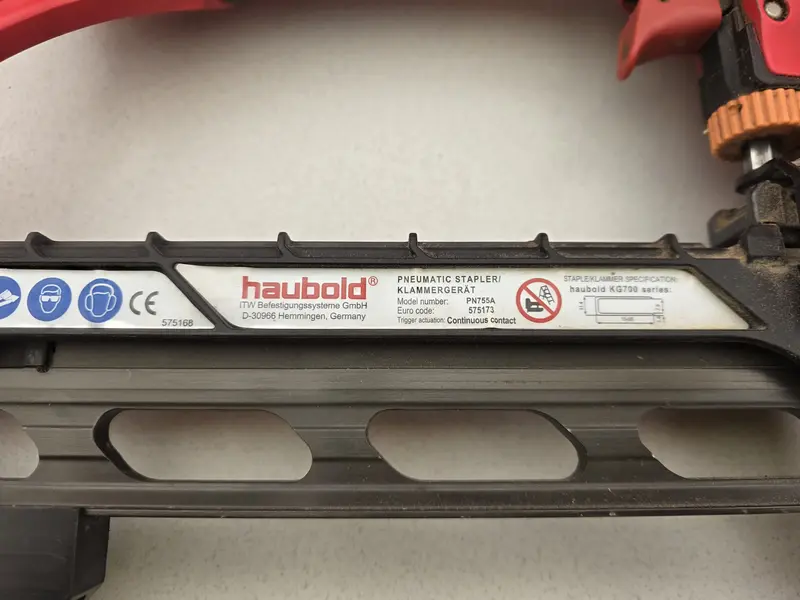 CE
575168
haubold®
ITW Befestigungssysteme GmbH
D-30966 Hemmingen, Germany
PNEUMATIC STAPLER/
KLAMMERGERÄT
Model number: PN755A
Euro code: 575173
Trigger actuation: Continuous contact
STAPLE/KLAMMER SPECIFICATION:
haubold KG700 series: